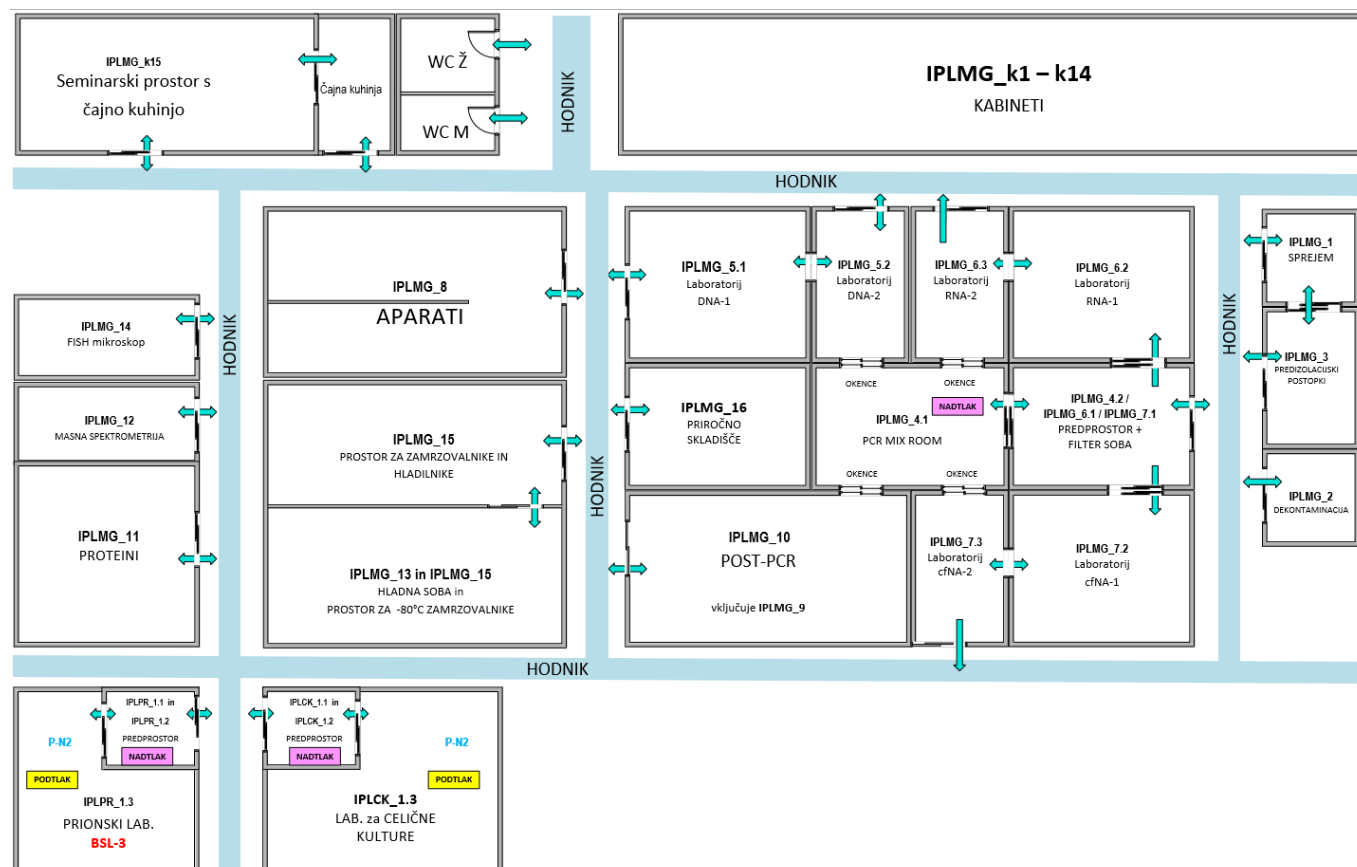 IPLMG_k15
Seminarski prostor s
čajno kuhinjo
Čajna kuhinja
WC Ž
WC M
HODNIK
IPLMG_k1 – k14
KABINETI
HODNIK
IPLMG_14
FISH mikroskop
IPLMG_12
MASNA SPEKTROMETRIJA
IPLMG_11
PROTEINI
HODNIK
IPLMG_8
APARATI
IPLMG_15
PROSTOR ZA ZAMRZOVALNIKE IN
HLADILNIKE
IPLMG_13 in IPLMG_15
HLADNA SOBA in
PROSTOR ZA -80°C ZAMRZOVALNIKE
HODNIK
HODNIK
IPLMG_5.1
Laboratorij
DNA-1
IPLMG_5.2
Laboratorij
DNA-2
IPLMG_6.3
Laboratorij
RNA-2
IPLMG_6.2
Laboratorij
RNA-1
IPLMG_16
PRIROČNO
SKLADIŠČE
OKENCE
OKENCE
NADTLAK
IPLMG_4.1
PCR MIX ROOM
OKENCE
OKENCE
IPLMG_4.2 /
IPLMG_6.1 / IPLMG_7.1
PREDPROSTOR +
FILTER SOBA
IPLMG_10
POST-PCR
vključuje IPLMG_9
IPLMG_7.3
Laboratorij
cfNA-2
IPLMG_7.2
Laboratorij
cfNA-1
HODNIK
IPLMG_1
SPREJEM
IPLMG_3
PREDIZOLACIJSKI
POSTOPKI
IPLMG_2
DEKONTAMINACIJA
HODNIK
IPLPR_1.1 in
IPLPR_1.2
PREDPROSTOR
NADTLAK
P-N2
PODTLAK
IPLPR_1.3
PRIONSKI LAB.
BSL-3
IPLCK_1.1 in
IPLCK_1.2
PREDPROSTOR
NADTLAK
P-N2
PODTLAK
IPLCK_1.3
LAB. za CELIČNE
KULTURE